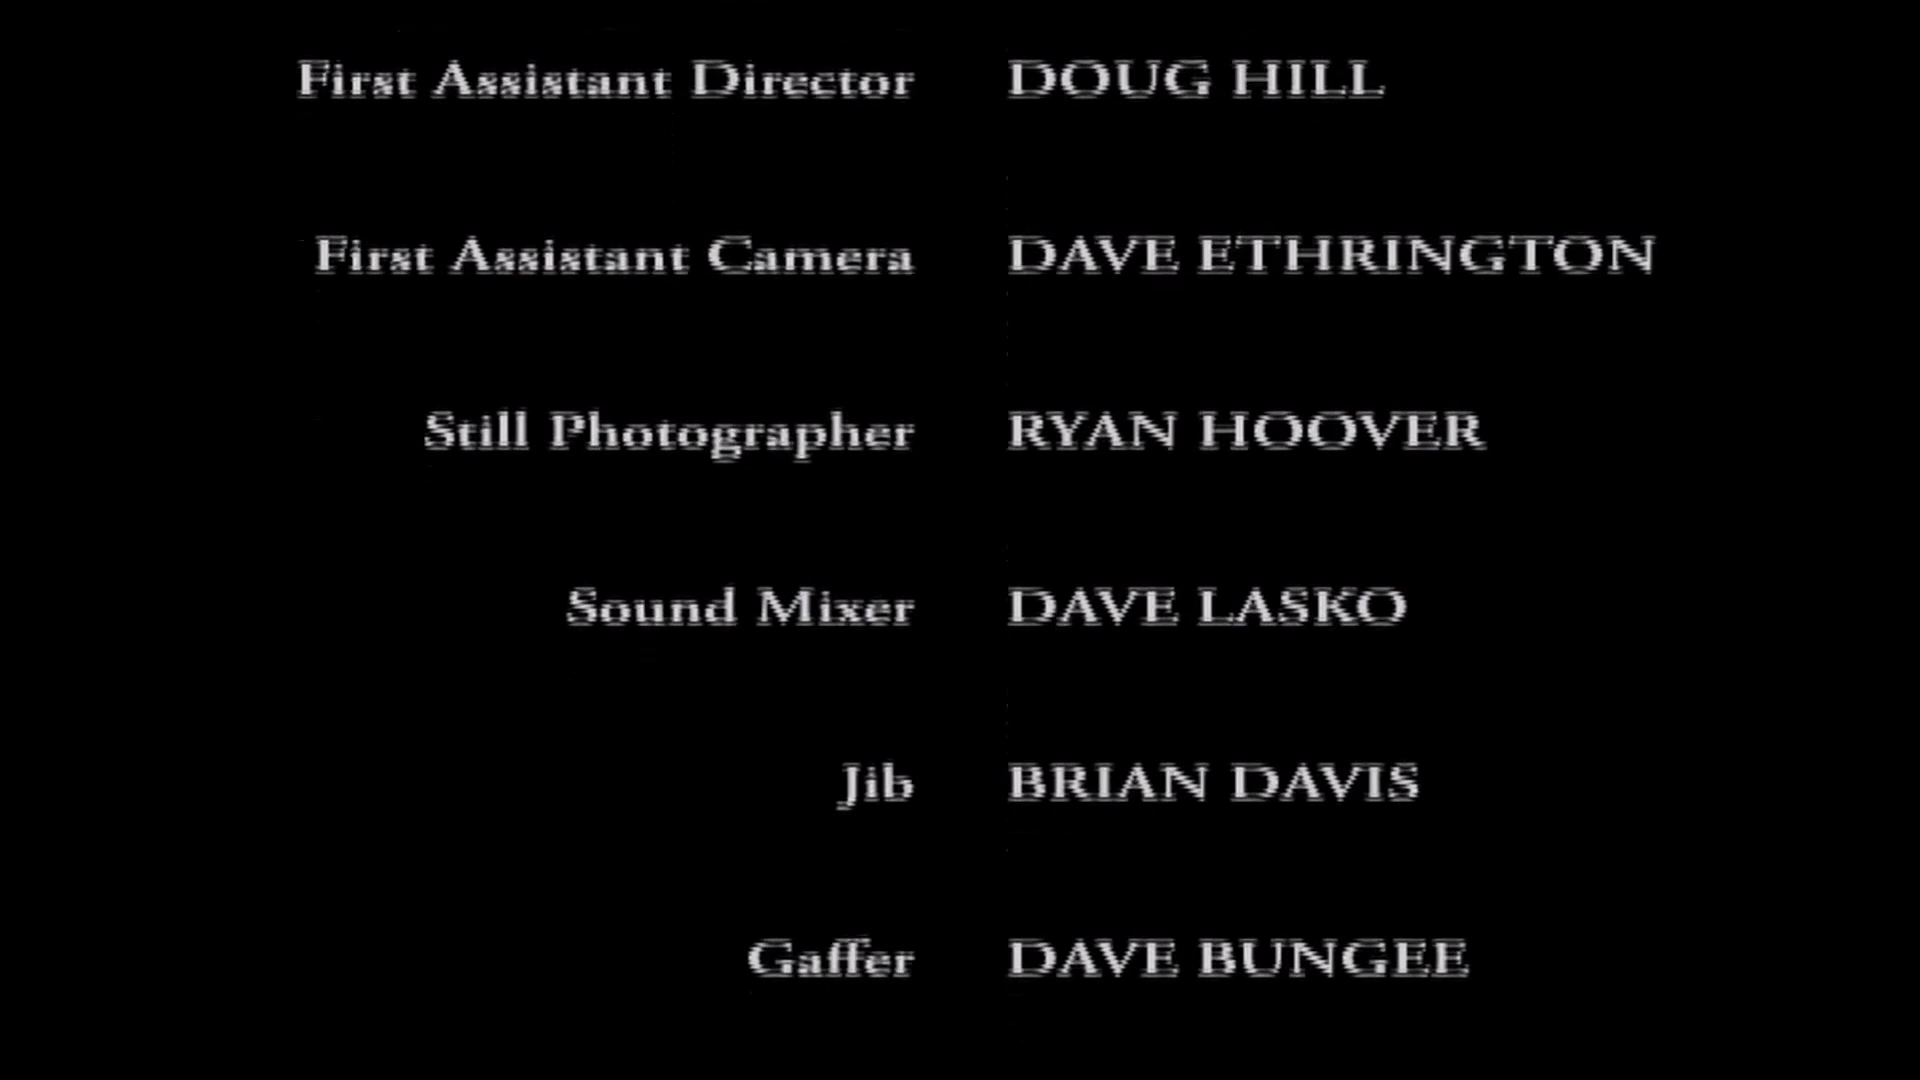 First Assistant Director DOUG HILL
First Assistant Camera DAVE ETHRINGTON
Still Photographer RYAN HOOVER
Sound Mixer DAVE LASKO
Jib BRIAN DAVIS
Gaffer DAVE BUNGEE